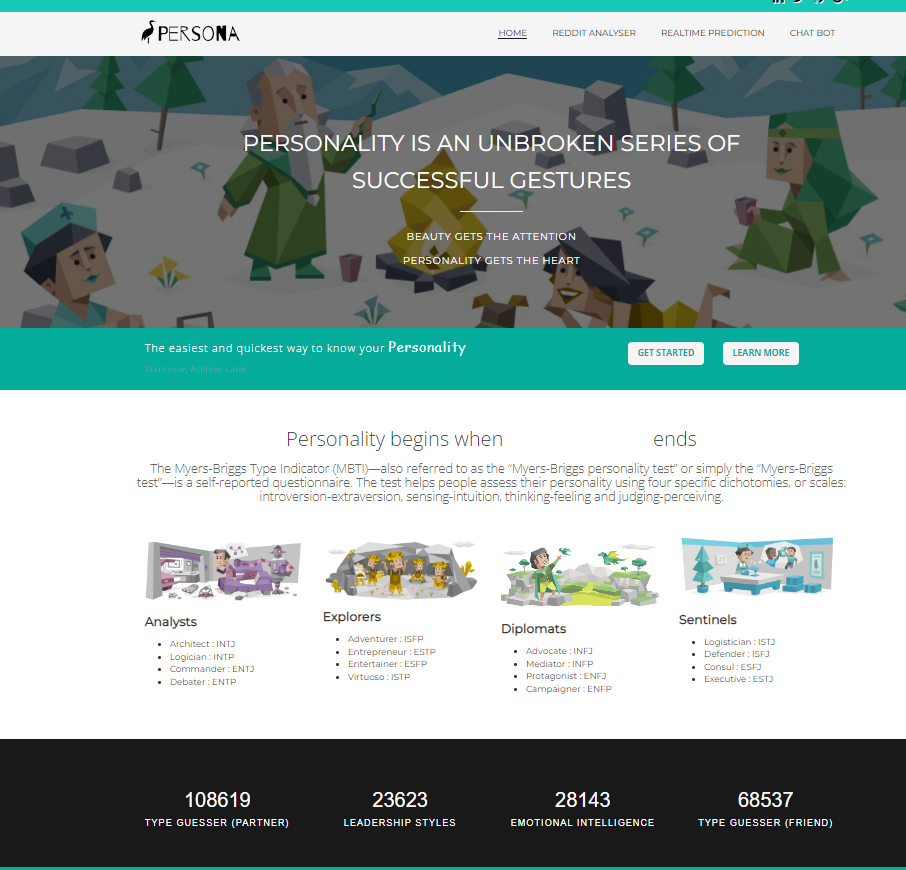 PERSONA
HOME REDDIT ANALYSER REALTIME PREDICTION CHAT BOT
PERSONALITY IS AN UNBROKEN SERIES OF
SUCCESSFUL GESTURES
BEAUTY GETS THE ATTENTION
PERSONALITY GETS THE HEART
The easiest and quickest way to know your Personality
Start now, Achieve Later
GET STARTED LEARN MORE
Personality begins when ends
The Myers-Briggs Type Indicator (MBTI)—also referred to as the “Myers-Briggs personality test” or simply the “Myers-Briggs
test”—is a self-reported questionnaire. The test helps people assess their personality using four specific dichotomies, or scales:
introversion-extraversion, sensing-intuition, thinking-feeling and judging-perceiving.
Analysts
Architect : INTJ
Logician : INTP
Commander : ENTJ
Debater : ENTP
Explorers
Adventurer : ISFP
Entrepreneur : ESTP
Entertainer : ESFP
Virtuoso : ISTP
Diplomats
Advocate : INFJ
Mediator : INFP
Protagonist : ENFJ
Campaigner : ENFP
Sentinels
Logistician : ISTJ
Defender : ISFJ
Consul : ESFJ
Executive : ESTJ
108619
TYPE GUESSER (PARTNER)
23623
LEADERSHIP STYLES
28143
EMOTIONAL INTELLIGENCE
68537
TYPE GUESSER (FRIEND)